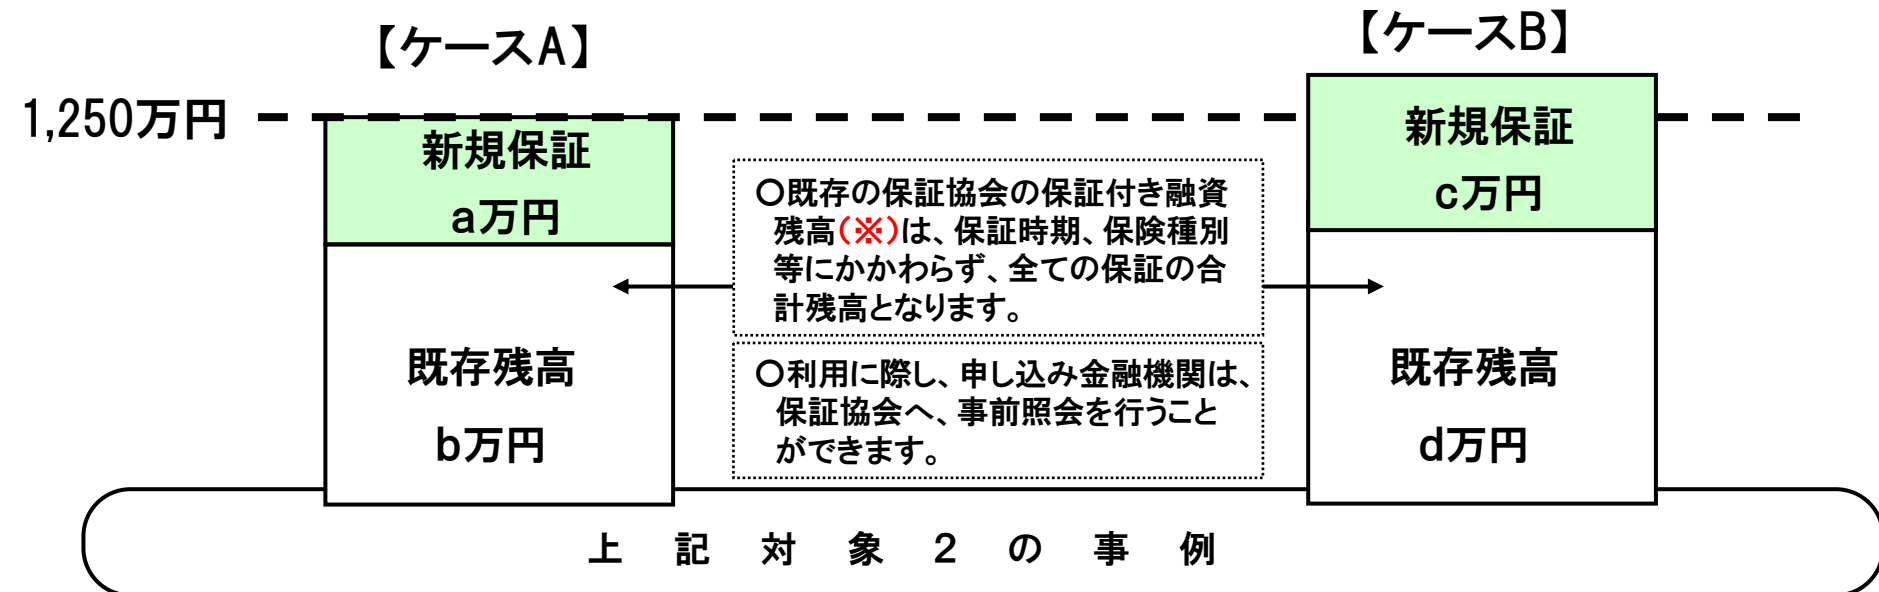 【ケースA】
【ケースB】
1,250万円
新規保証
a万円
既存残高
b万円
〇既存の保証協会の保証付き融資
残高(※)は、保証時期、保険種別
等にかかわらず、全ての保証の合
計残高となります。
〇利用に際し、申し込み金融機関は、
保証協会へ、事前照会を行うこと
ができます。
新規保証
c万円
既存残高
d万円
上記対象2の事例